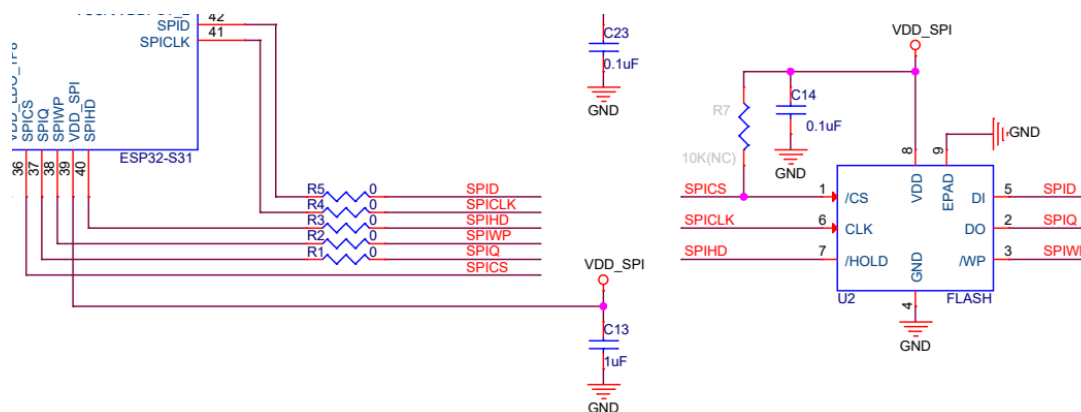 SPID
42
SPICLK
41
SPICS
SPIQ
SPIWP
VDD_SPI
SPIHD
36
37
38
39
40
ESP32-S31
C23
0.1uF
GND
R5 0 SPID
R4 0 SPICLK
R3 0 SPIHD
R2 0 SPIWP
R1 0 SPIQ
SPICS
VDD_SPI
C13
1uF
GND
VDD_SPI
R7
10K(NC)
C14
0.1uF
GND
GND
8
9
SPICS 1 /CS
SPICLK 6 CLK
SPIHD 7 /HOLD
VDD
EPAD
GND
DI 5 SPID
DO 2 SPIQ
/WP 3
U2
4
FLASH
GND